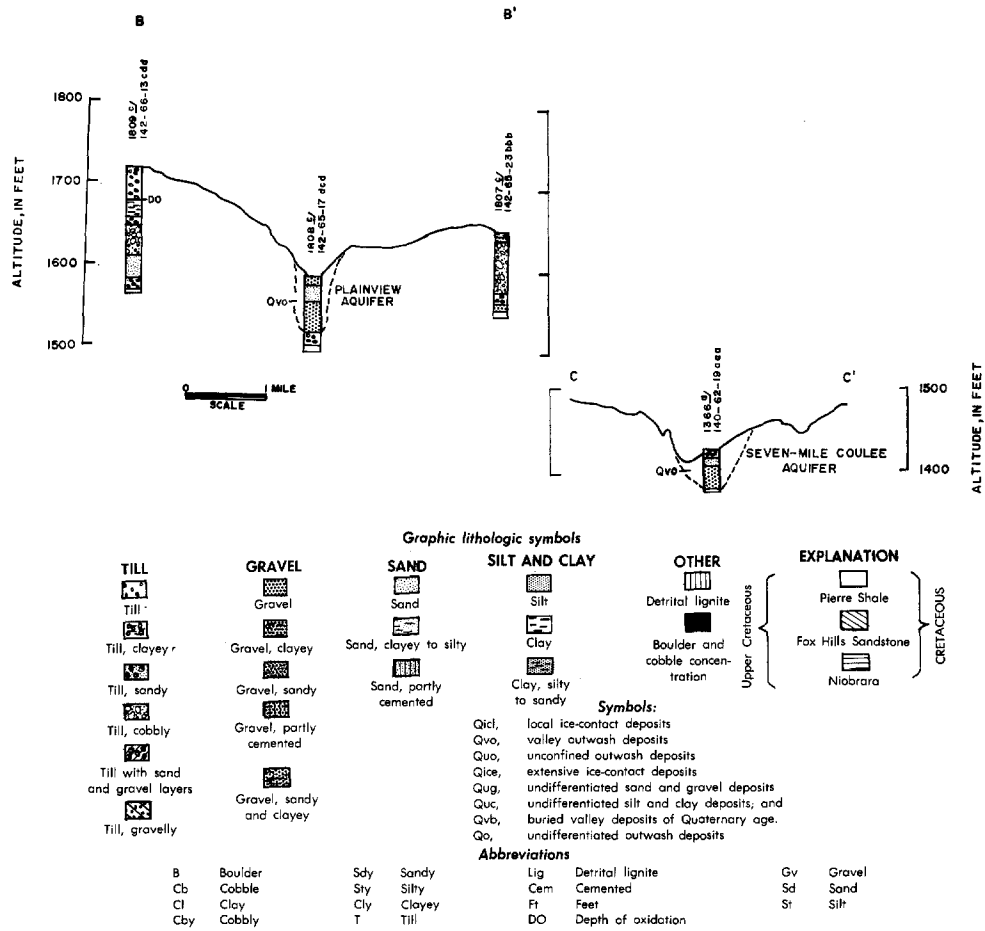 B
B'
1809 c/
142-66-13cdd
1800
1700
1600
1500
ALTITUDE, IN FEET
DO
1808 c/
142-65-17dcd
Qvo
PLAINVIEW
AQUIFER
1807 c/
142-65-23bbb
0
1 MILE
SCALE
C
C'
1366
140-62-19aaa
Qvo
SEVEN-MILE COULEE
AQUIFER
1500
1400
ALTITUDE, IN FEET
Graphic lithologic symbols
TILL
Till
Till, clayey
Till, sandy
Till, cobbly
Till with sand
and gravel layers
Till, gravelly
GRAVEL
Gravel
Gravel, clayey
Gravel, sandy
Gravel, partly
cemented
Gravel, sandy
and clayey
SAND
Sand
Sand, clayey to silty
Sand, partly
cemented
SILT AND CLAY
Silt
Clay
Clay, silty
to sandy
OTHER
Detrital lignite
Boulder and
cobble concen-
tration
EXPLANATION
Upper Cretaceous
Pierre Shale
Fox Hills Sandstone
Niobrara
CRETACEOUS
Symbols:
Qicl, local ice-contact deposits
Qvo, valley outwash deposits
Quo, unconfined outwash deposits
Qice, extensive ice-contact deposits
Qug, undifferentiated sand and gravel deposits
Quc, undifferentiated silt and clay deposits; and
Qvb, buried valley deposits of Quaternary age.
Qo, undifferentiated outwash deposits
Abbreviations
B Boulder Sdy Sandy Lig Detrital lignite Gv Gravel
Cb Cobble Sty Silty Cem Cemented Sd Sand
Cl Clay Cly Clayey Ft Feet St Silt
Cby Cobbly T Till DO Depth of oxidation